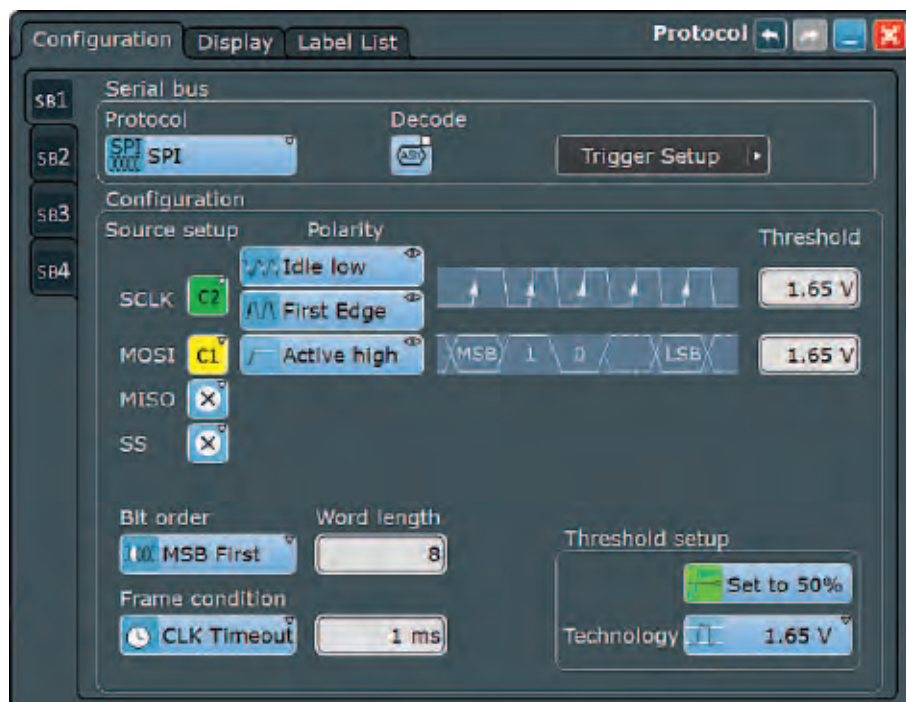 Configuration Display Label List Protocol
SB1
SB2
SB3
SB4
Serial bus
Protocol Decode
SPI SPI Trigger Setup
Configuration
Source setup Polarity Threshold
Idle low
SCLK C2 First Edge 1.65 V
MOSI C1 Active high MSB 1 0 LSB 1.65 V
MISO
SS
Bit order Word length
MSB First 8
Threshold setup
Set to 50%
Frame condition
CLK Timeout 1 ms
Technology 1.65 V